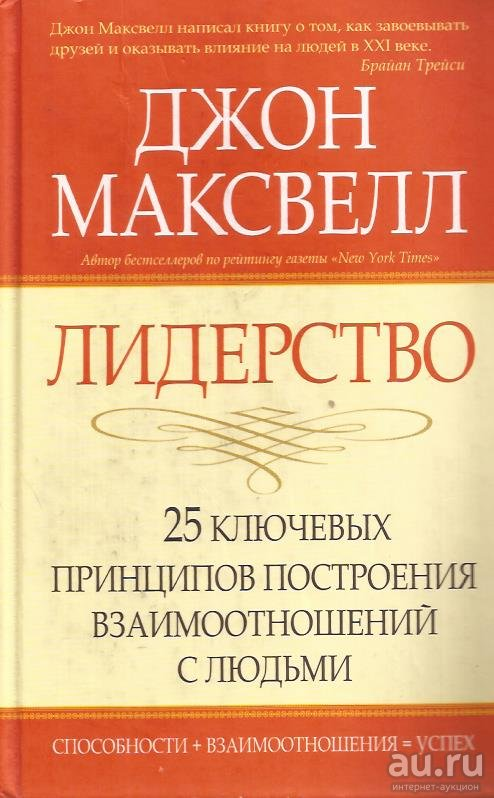 Джон Максвелл написал книгу о том, как завоевывать
друзей и оказывать влияние на людей в XXI веке.
Брайан Трейси
ДЖОН
МАКСВЕЛЛ
Автор бестселлеров по рейтингу газеты «New York Times»
ЛИДЕРСТВО
25 КЛЮЧЕВЫХ
ПРИНЦИПОВ ПОСТРОЕНИЯ
ВЗАИМООТНОШЕНИЙ
С ЛЮДЬМИ
СПОСОБНОСТИ + ВЗАИМООТНОШЕНИЯ = УСПЕХ
au.ru
интернет-аукцион